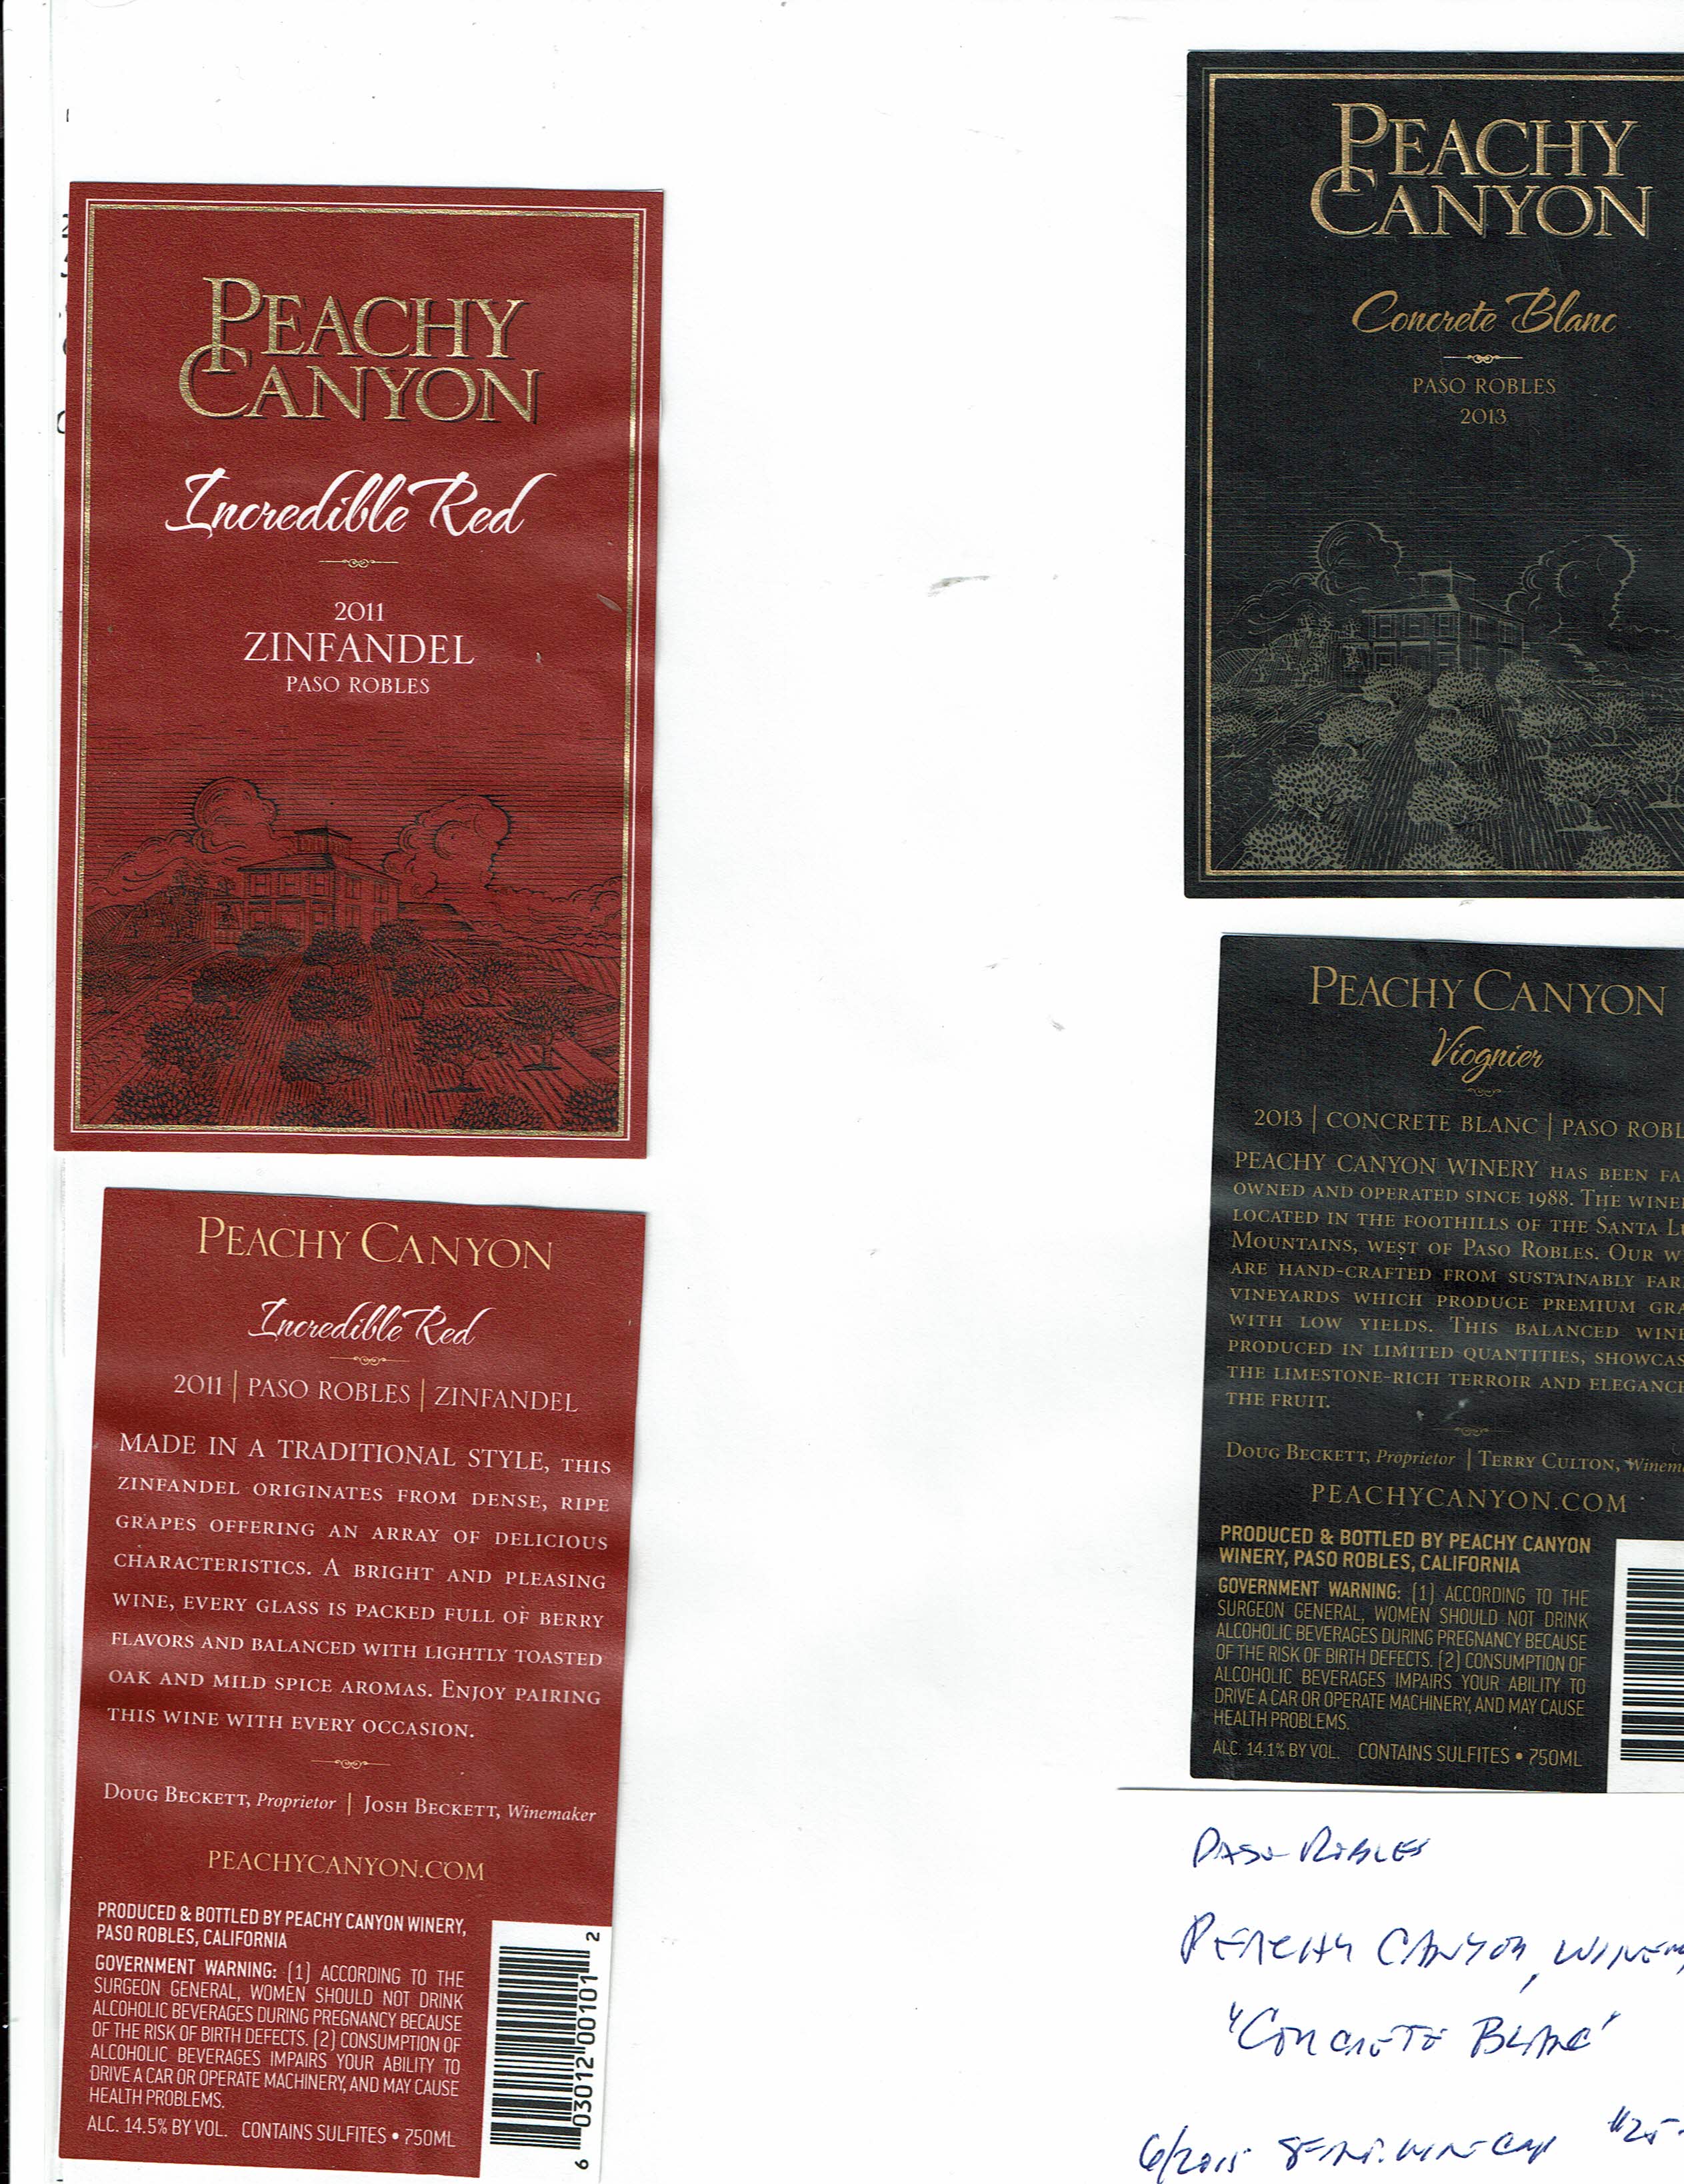 PEACHY
CANYON
Incredible Red
2011
ZINFANDEL
PASO ROBLES
PEACHY CANYON
Incredible Red
2011 | PASO ROBLES | ZINFANDEL
MADE IN A TRADITIONAL STYLE, THIS
ZINFANDEL ORIGINATES FROM DENSE, RIPE
GRAPES OFFERING AN ARRAY OF DELICIOUS
CHARACTERISTICS. A BRIGHT AND PLEASING
WINE, EVERY GLASS IS PACKED FULL OF BERRY
FLAVORS AND BALANCED WITH LIGHTLY TOASTED
OAK AND MILD SPICE AROMAS. ENJOY PAIRING
THIS WINE WITH EVERY OCCASION.
DOUG BECKETT, Proprietor | JOSH BECKETT, Winemaker
PEACHYCANYON.COM
PRODUCED & BOTTLED BY PEACHY CANYON WINERY,
PASO ROBLES, CALIFORNIA
GOVERNMENT WARNING: (1) ACCORDING TO THE
SURGEON GENERAL, WOMEN SHOULD NOT DRINK
ALCOHOLIC BEVERAGES DURING PREGNANCY BECAUSE
OF THE RISK OF BIRTH DEFECTS. (2) CONSUMPTION OF
ALCOHOLIC BEVERAGES IMPAIRS YOUR ABILITY TO
DRIVE A CAR OR OPERATE MACHINERY, AND MAY CAUSE
HEALTH PROBLEMS.
ALC. 14.5% BY VOL. CONTAINS SULFITES • 750ML
6 03012 00101 2
PEACHY
CANYON
Concrete Blanc
PASO ROBLES
2013
PEACHY CANYON
Viognier
2013 | CONCRETE BLANC | PASO ROBL
PEACHY CANYON WINERY HAS BEEN FA
OWNED AND OPERATED SINCE 1988. THE WINE
LOCATED IN THE FOOTHILLS OF THE SANTA LU
MOUNTAINS, WEST OF PASO ROBLES. OUR W
ARE HAND-CRAFTED FROM SUSTAINABLY FAR
VINEYARDS WHICH PRODUCE PREMIUM GRA
WITH LOW YIELDS. THIS BALANCED WINE
PRODUCED IN LIMITED QUANTITIES, SHOWCAS
THE LIMESTONE-RICH TERROIR AND ELEGANCE
THE FRUIT.
DOUG BECKETT, Proprietor | TERRY CULTON, Winem
PEACHYCANYON.COM
PRODUCED & BOTTLED BY PEACHY CANYON
WINERY, PASO ROBLES, CALIFORNIA
GOVERNMENT WARNING: (1) ACCORDING TO THE
SURGEON GENERAL, WOMEN SHOULD NOT DRINK
ALCOHOLIC BEVERAGES DURING PREGNANCY BECAUSE
OF THE RISK OF BIRTH DEFECTS. (2) CONSUMPTION OF
ALCOHOLIC BEVERAGES IMPAIRS YOUR ABILITY TO
DRIVE A CAR OR OPERATE MACHINERY, AND MAY CAUSE
HEALTH PROBLEMS.
ALC. 14.1% BY VOL. CONTAINS SULFITES • 750ML
PASO ROBLES
PEACHY CANYON, WINERY
"CONCRETE BLANC"
6/2015